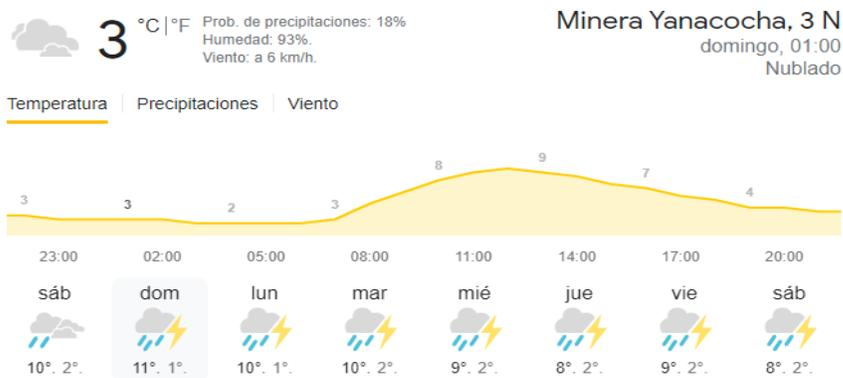 3 °C|°F
Prob. de precipitaciones: 18%
Humedad: 93%.
Viento: a 6 km/h.
Minera Yanacocha, 3 N
domingo, 01:00
Nublado
Temperatura Precipitaciones Viento
3 3 2 3 8 9 7 4
23:00 02:00 05:00 08:00 11:00 14:00 17:00 20:00
sáb dom lun mar mié jue vie sáb
10°. 2°. 11°. 1°. 10°. 1°. 10°. 2°. 9°. 2°. 8°. 2°. 9°. 2°. 8°. 2°.